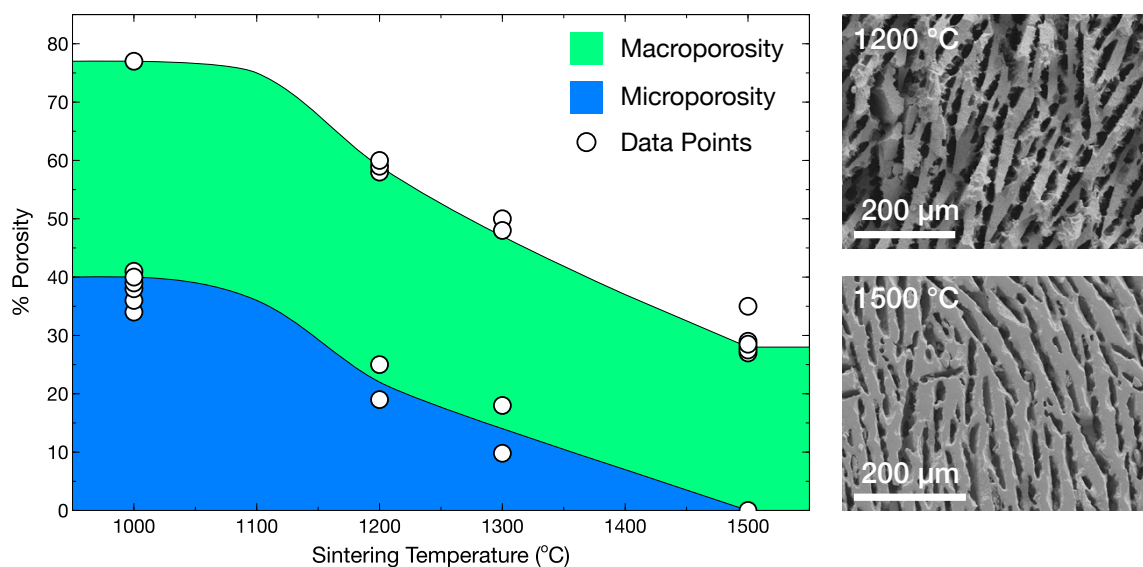 % Porosity
80
70
60
50
40
30
20
10
0
1000
1100
1200
1300
1400
1500
Sintering Temperature (°C)
Macroporosity
Microporosity
Data Points
1200 °C
200 µm
1500 °C
200 µm